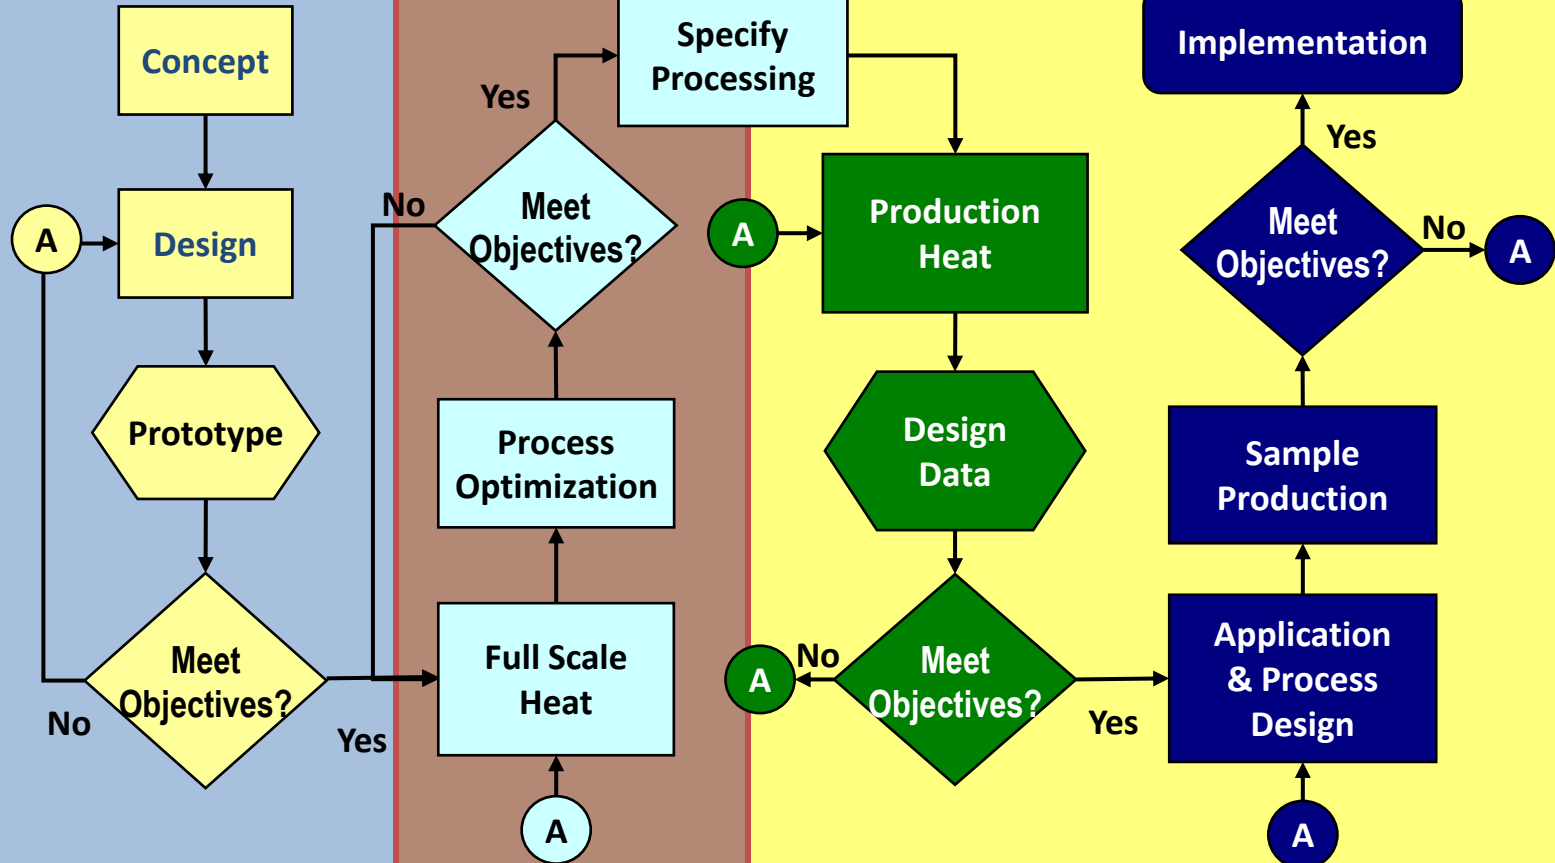 Concept
A
Design
Prototype
Meet
Objectives?
No
Yes
Specify
Processing
Yes
No
Meet
Objectives?
Process
Optimization
Full Scale
Heat
A
A
Production
Heat
Design
Data
Meet
Objectives?
No
A
Yes
Implementation
Yes
Meet
Objectives?
No
A
Sample
Production
Application
& Process
Design
A